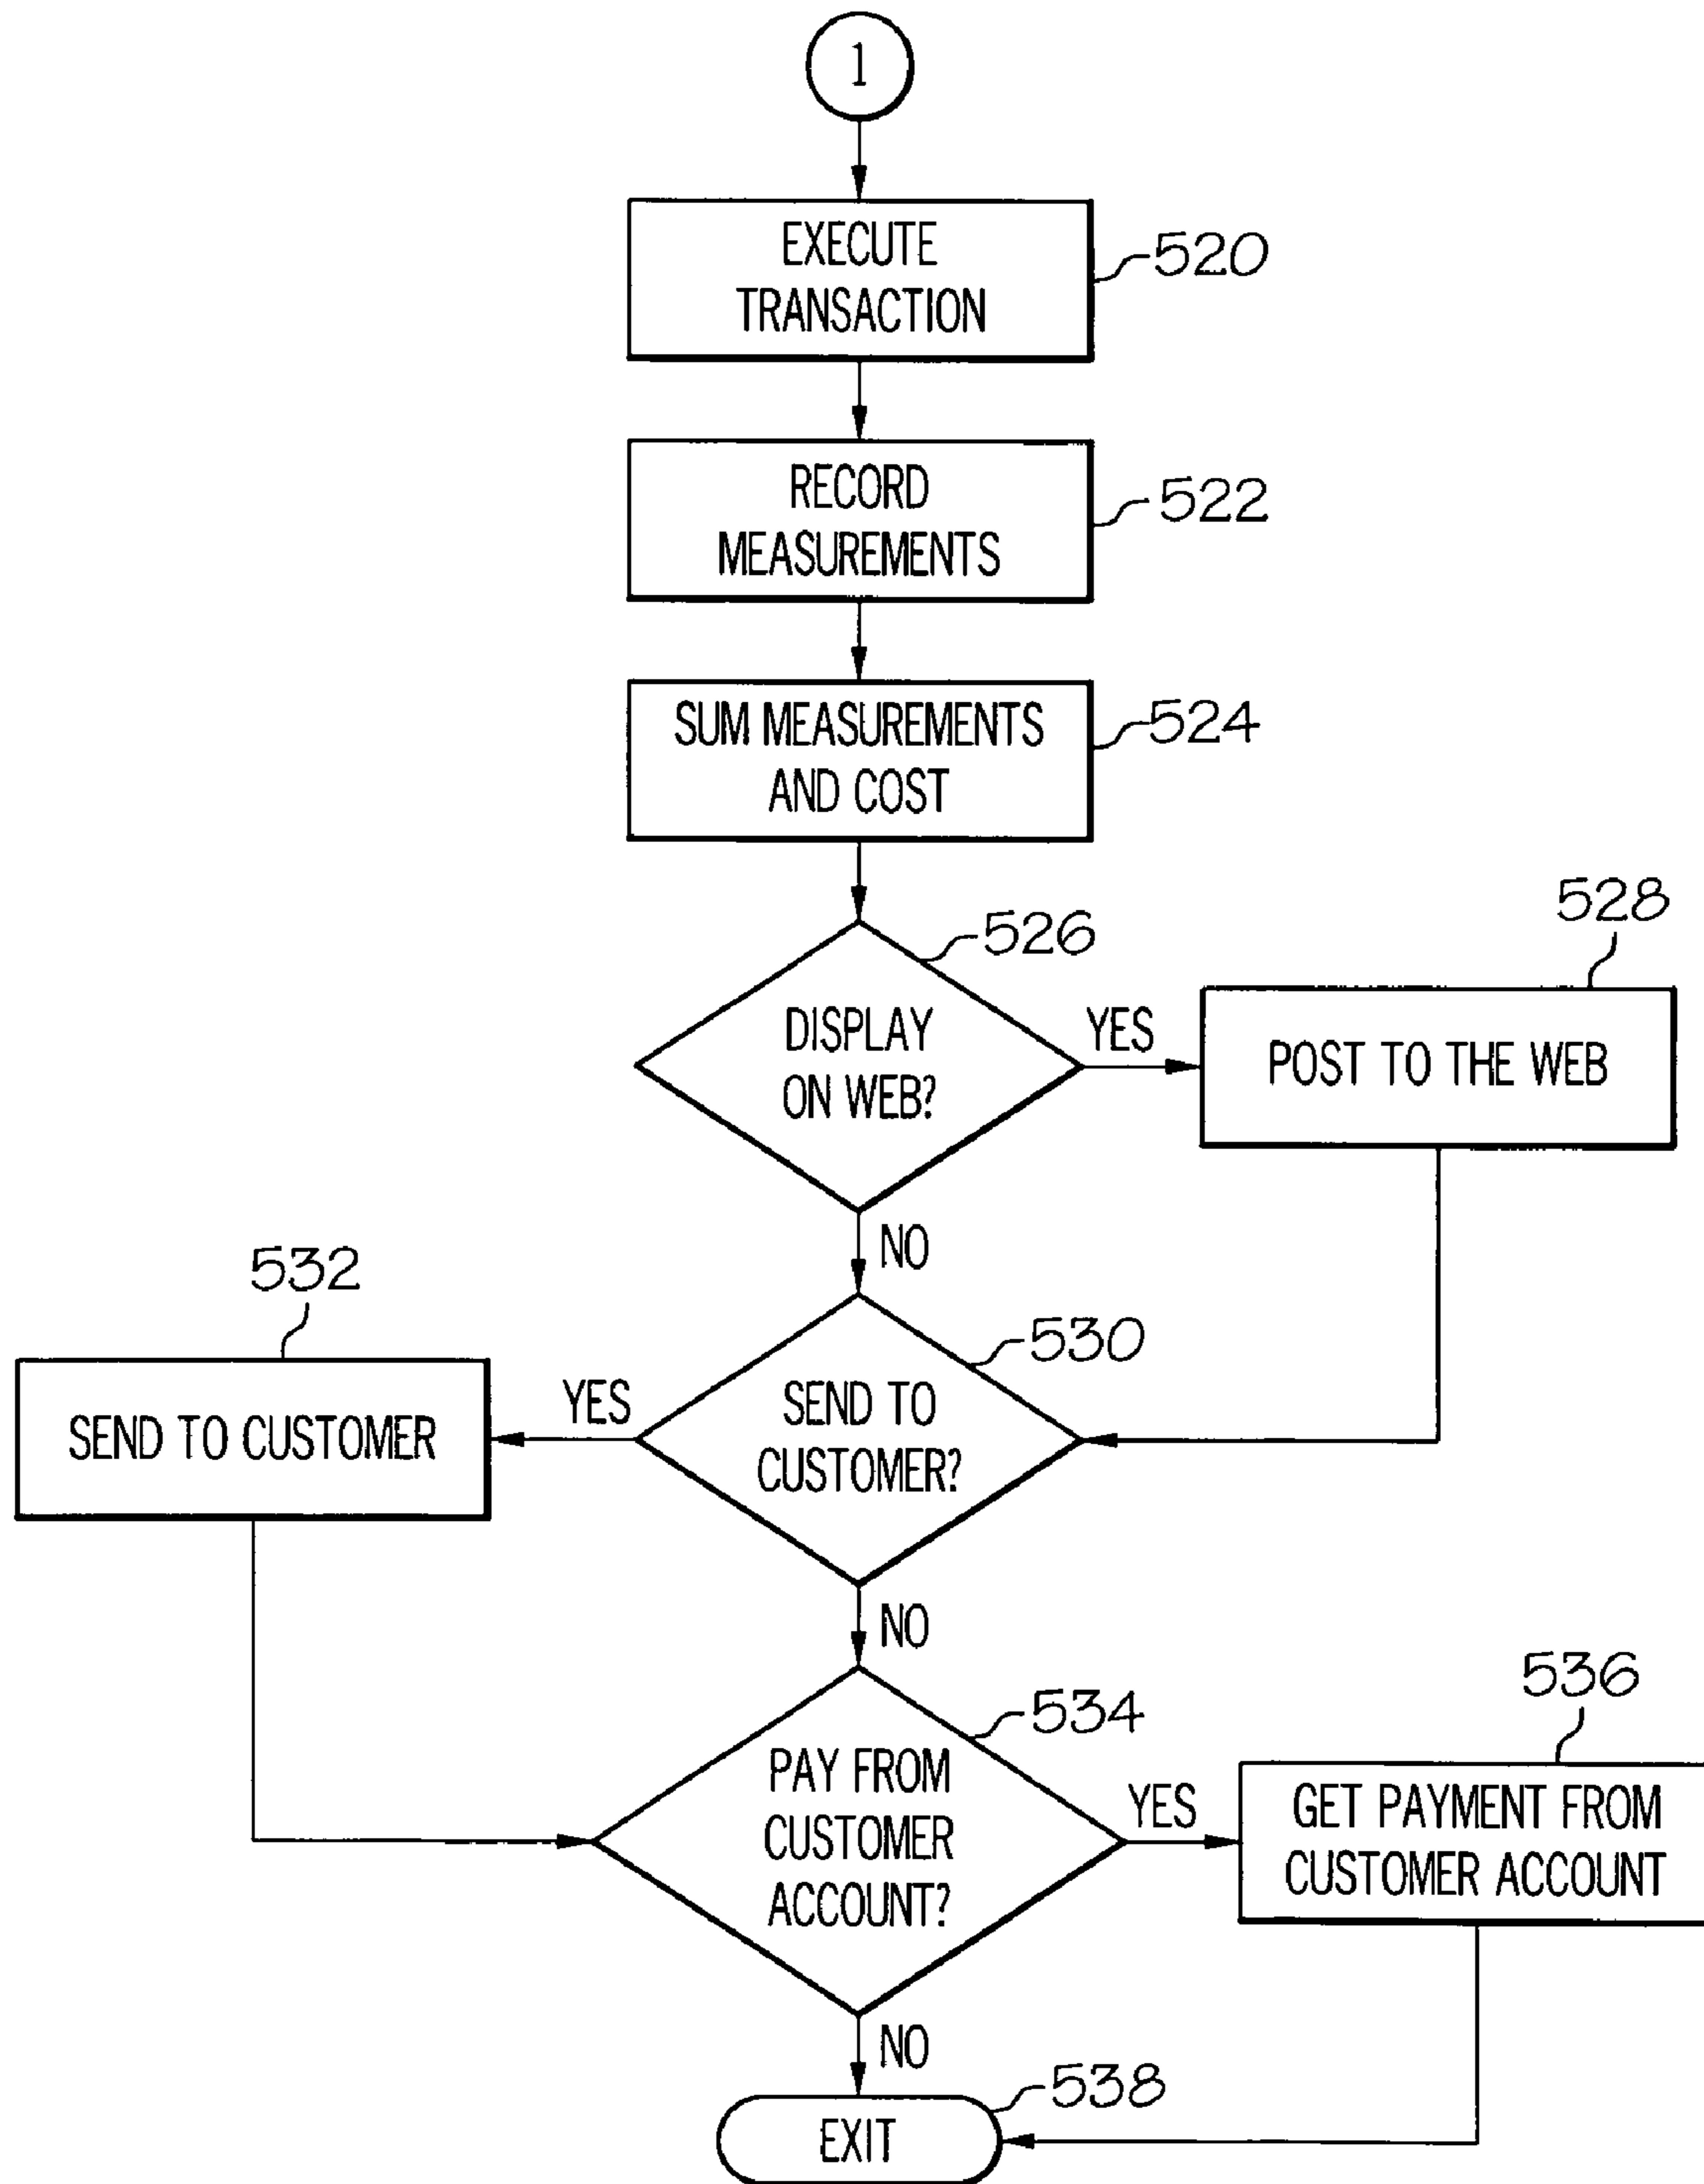 1
EXECUTE
TRANSACTION
520
RECORD
MEASUREMENTS
522
SUM MEASUREMENTS
AND COST
524
526
528
DISPLAY
ON WEB?
YES
POST TO THE WEB
NO
532
530
SEND TO CUSTOMER
YES
SEND TO
CUSTOMER?
NO
534
536
PAY FROM
CUSTOMER
ACCOUNT?
YES
GET PAYMENT FROM
CUSTOMER ACCOUNT
NO
538
EXIT